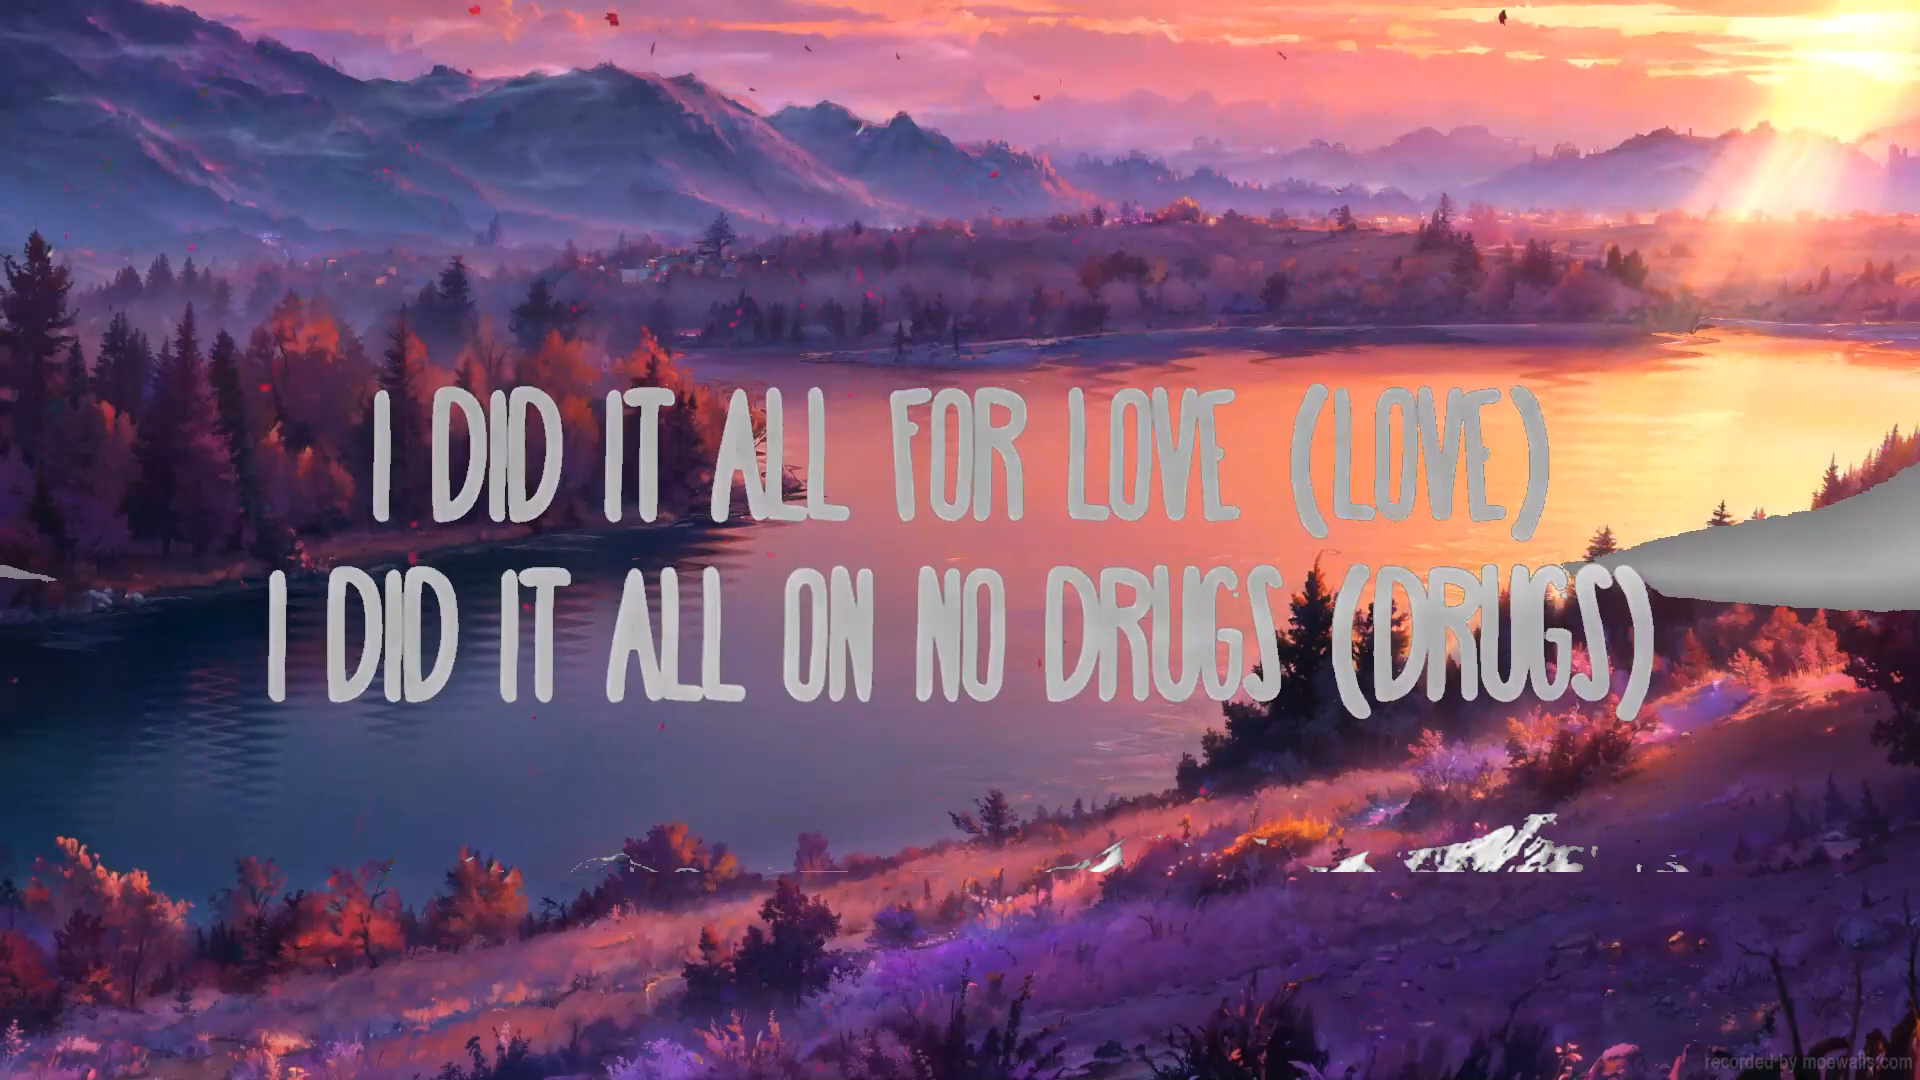 I DID IT ALL FOR LOVE (LOVE)
I DID IT ALL ON NO DRUGS (DRUGS)
recorded by moewalls.com